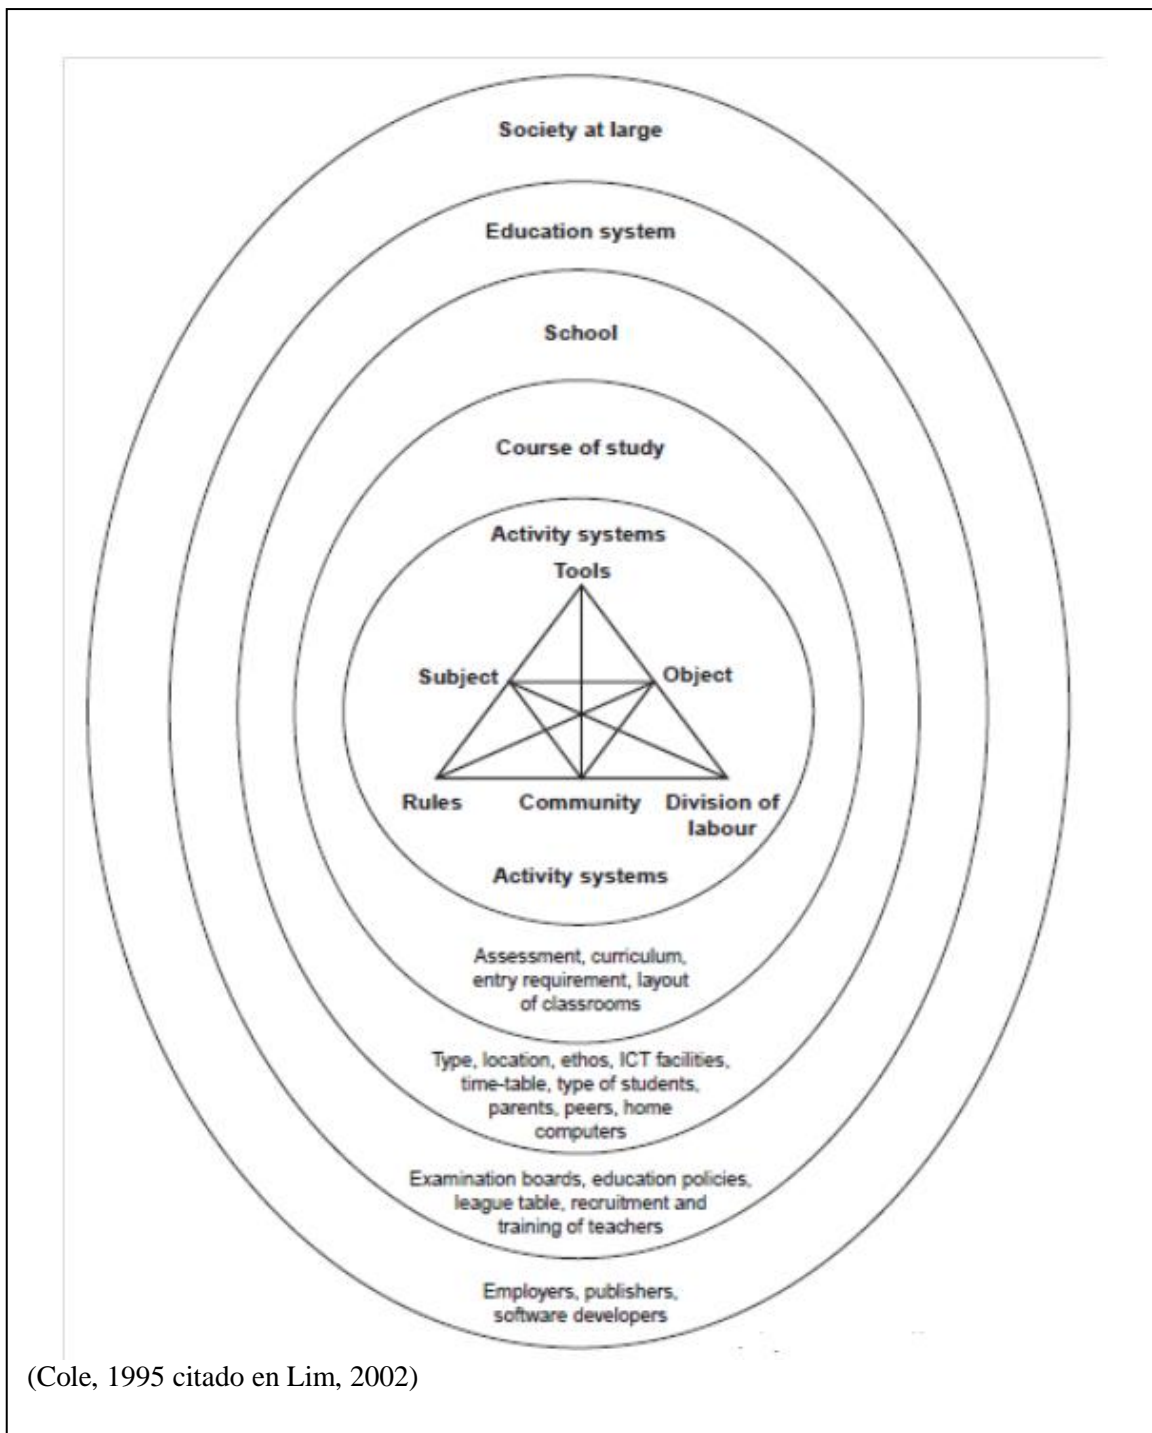 Society at large
Education system
School
Course of study
Activity systems
Tools
Subject
Object
Rules
Community
Division of
labour
Activity systems
Assessment, curriculum,
entry requirement, layout
of classrooms
Type, location, ethos, ICT facilities,
time-table, type of students,
parents, peers, home
computers
Examination boards, education policies,
league table, recruitment and
training of teachers
Employers, publishers,
software developers
(Cole, 1995 citado en Lim, 2002)